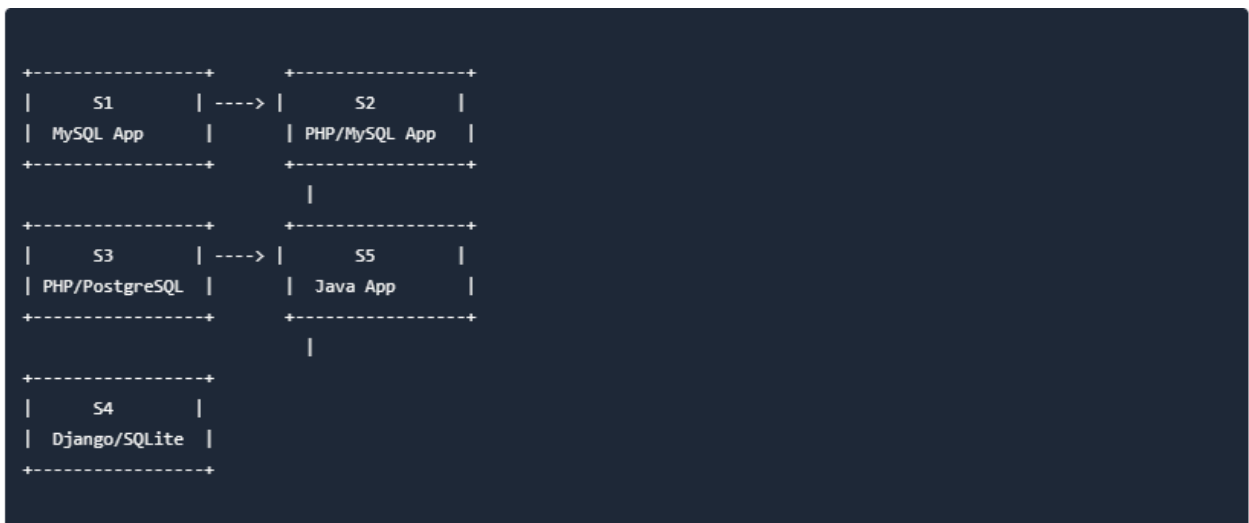 +------------------+       +------------------+
|      S1        | ----> |       S2        |
|  MySQL App      |       | PHP/MySQL App   |
+-----------------+       +-----------------+
                            |
+-----------------+       +-----------------+
|      S3        | ----> |       S5        |
| PHP/PostgreSQL  |       |  Java App       |
+-----------------+       +-----------------+
                            |
+-----------------+
|      S4        |
|  Django/SQLite  |
+-----------------+